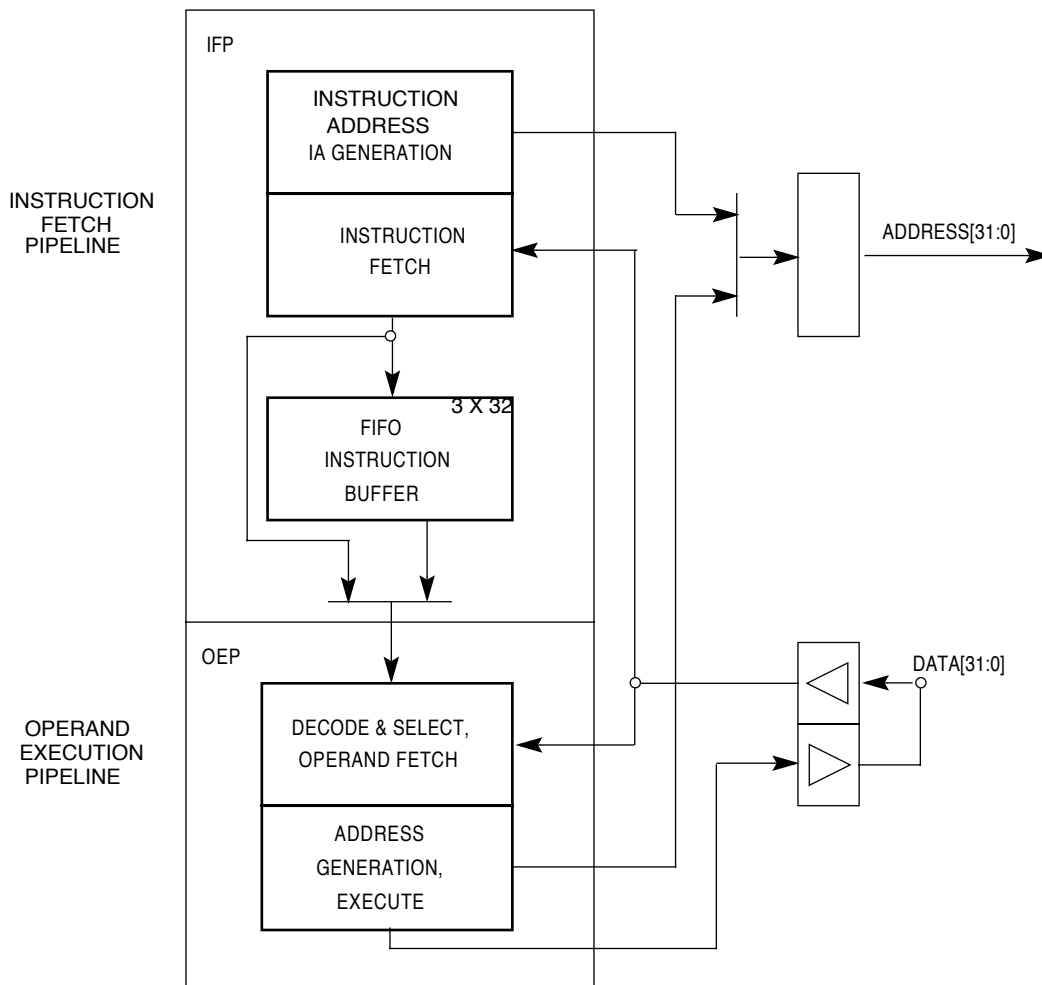 IFP
INSTRUCTION
ADDRESS
IA GENERATION
INSTRUCTION
FETCH
PIPELINE
INSTRUCTION
FETCH
ADDRESS[31:0]
3 X 32
FIFO
INSTRUCTION
BUFFER
OEP
OPERAND
EXECUTION
PIPELINE
DECODE & SELECT,
OPERAND FETCH
ADDRESS
GENERATION,
EXECUTE
DATA[31:0]